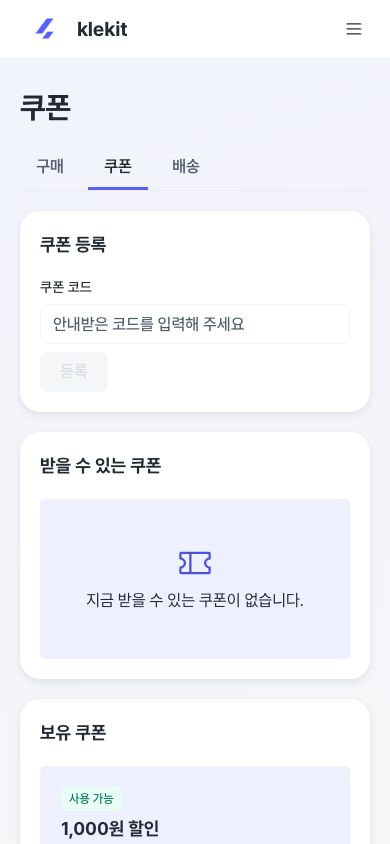 klekit
쿠폰
구매 쿠폰 배송
쿠폰 등록
쿠폰 코드
안내받은 코드를 입력해 주세요
등록
받을 수 있는 쿠폰
지금 받을 수 있는 쿠폰이 없습니다.
보유 쿠폰
사용 가능
1,000원 할인